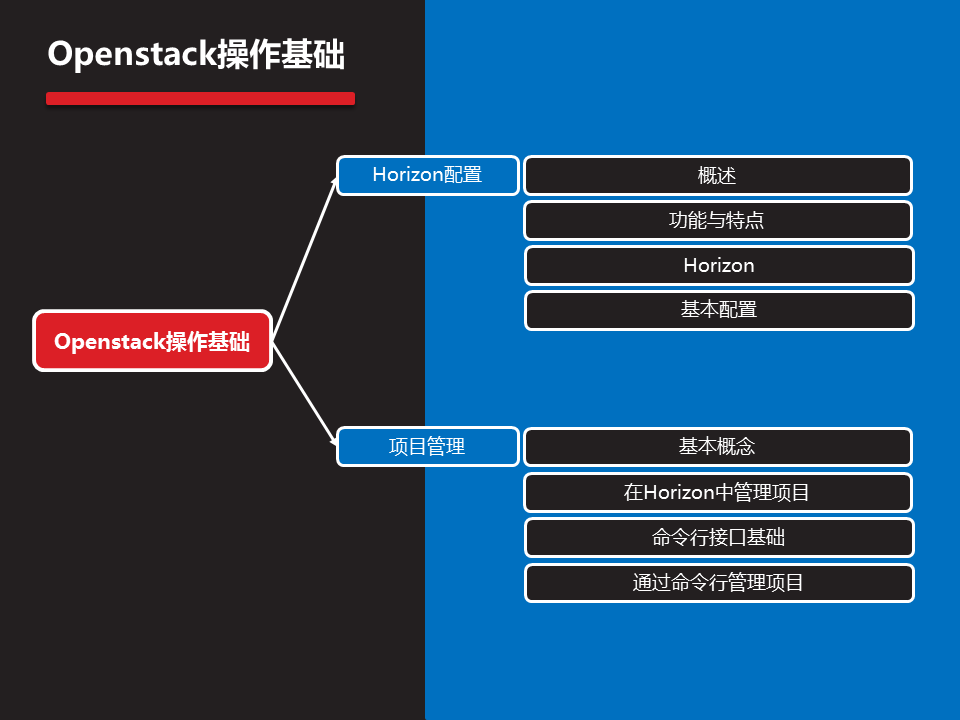 Openstack操作基础
Horizon配置
概述
功能与特点
Horizon
基本配置
Openstack操作基础
项目管理
基本概念
在Horizon中管理项目
命令行接口基础
通过命令行管理项目